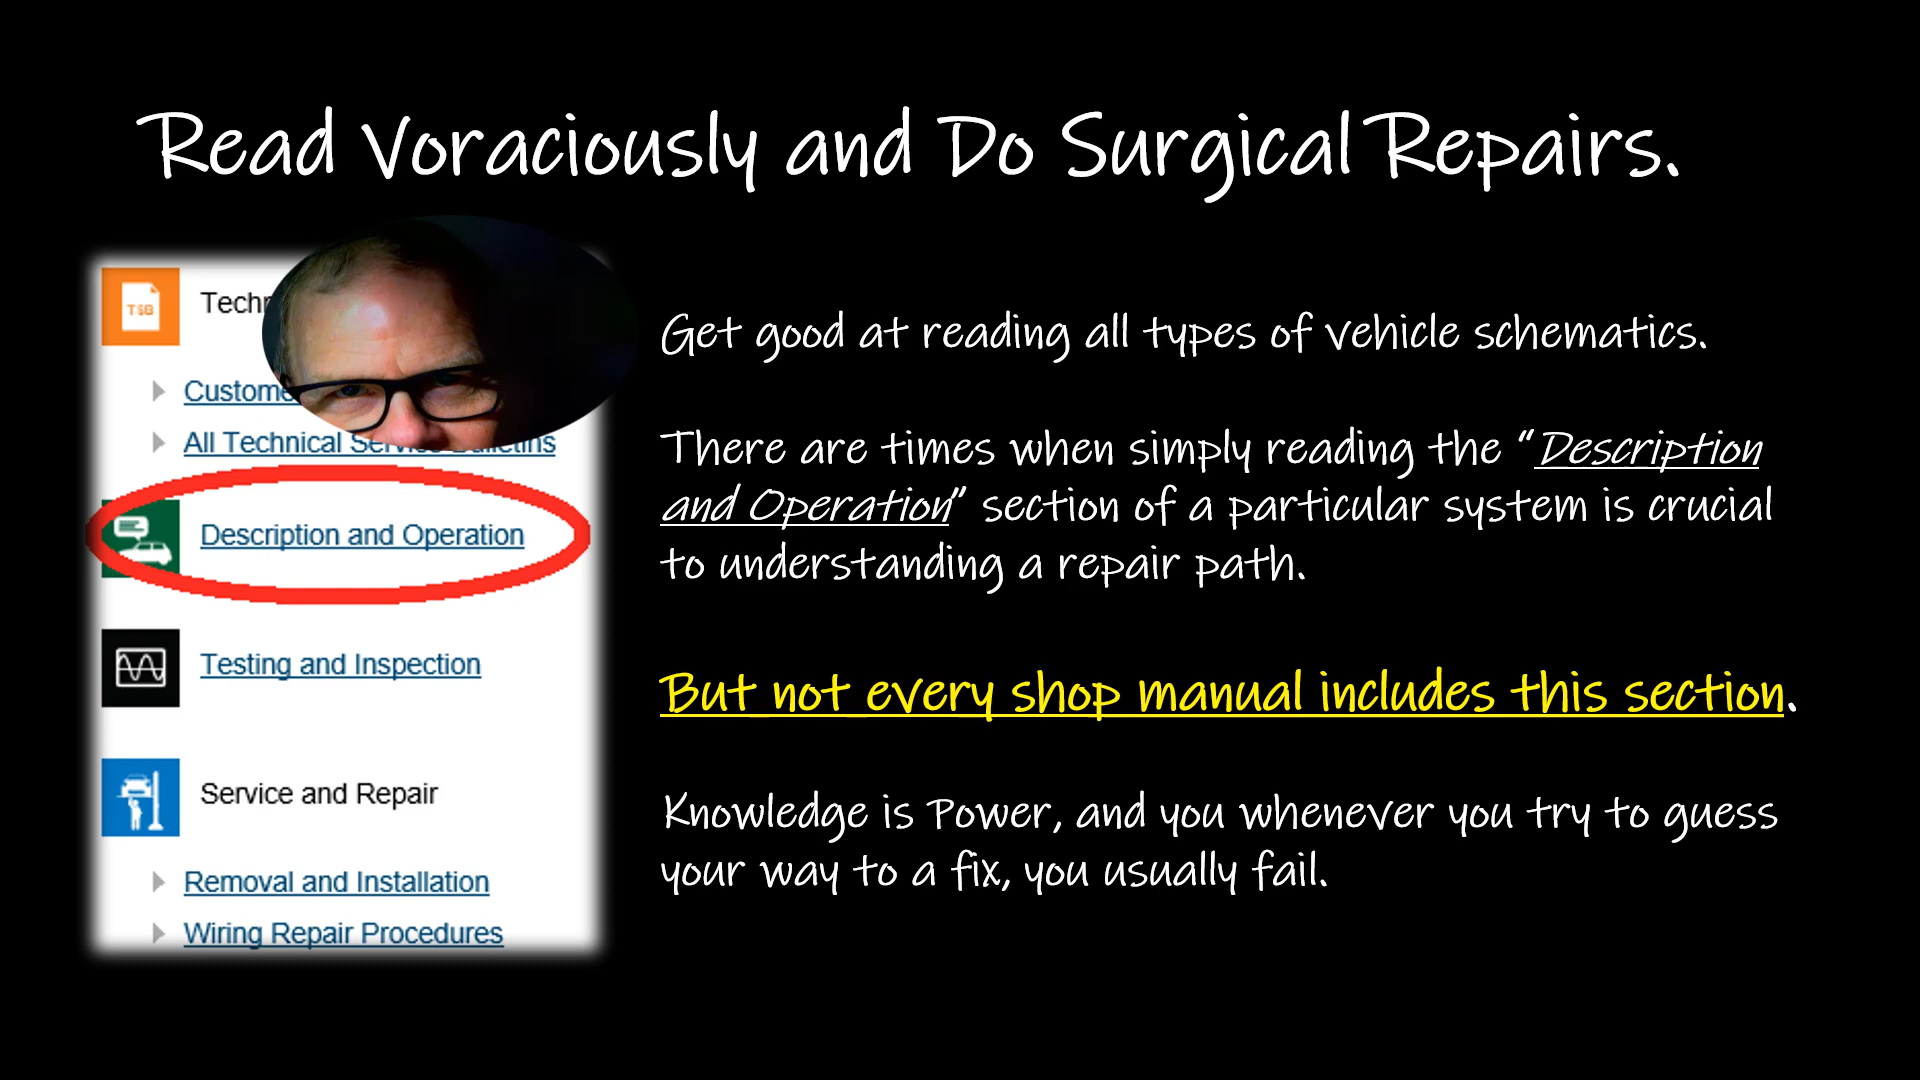 Read Voraciously and Do Surgical Repairs.
TSB
Custome
All Technical Service Bulletins
Description and Operation
Testing and Inspection
Service and Repair
Removal and Installation
Wiring Repair Procedures
Get good at reading all types of vehicle schematics.
There are times when simply reading the “Description
and Operation” section of a particular system is crucial
to understanding a repair path.
But not every shop manual includes this section.
Knowledge is Power, and you whenever you try to guess
your way to a fix, you usually fail.